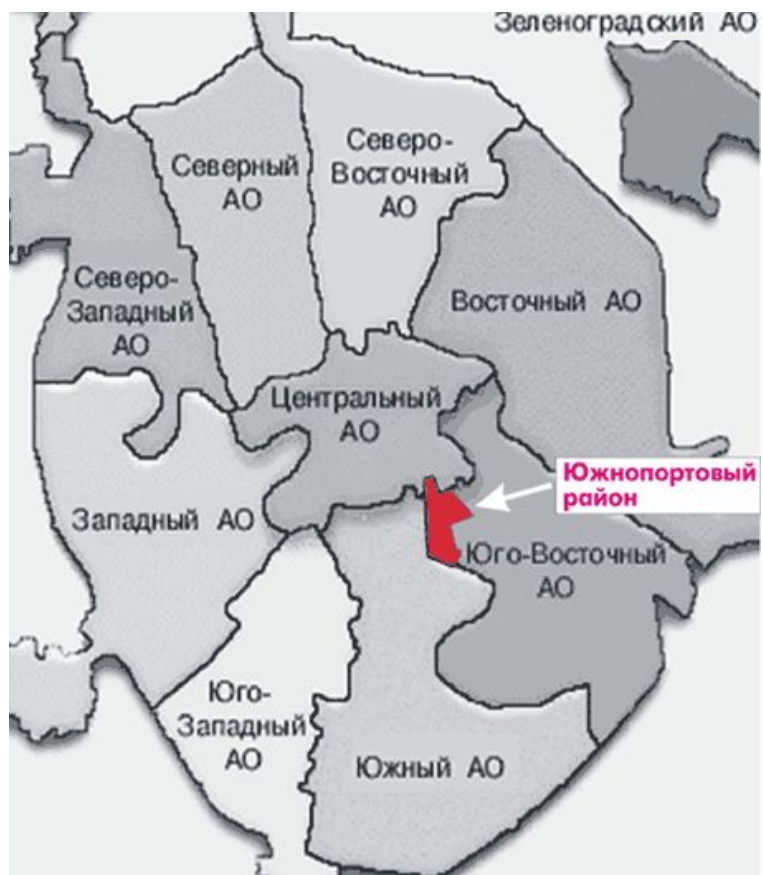 Зеленоградский АО
Северо-
Восточный
АО
Северный
АО
Северо-
Западный
АО
Восточный АО
Центральный
АО
Южнопортовый
район
Западный АО
Юго-Восточный
АО
Юго-
Западный
АО
Южный АО